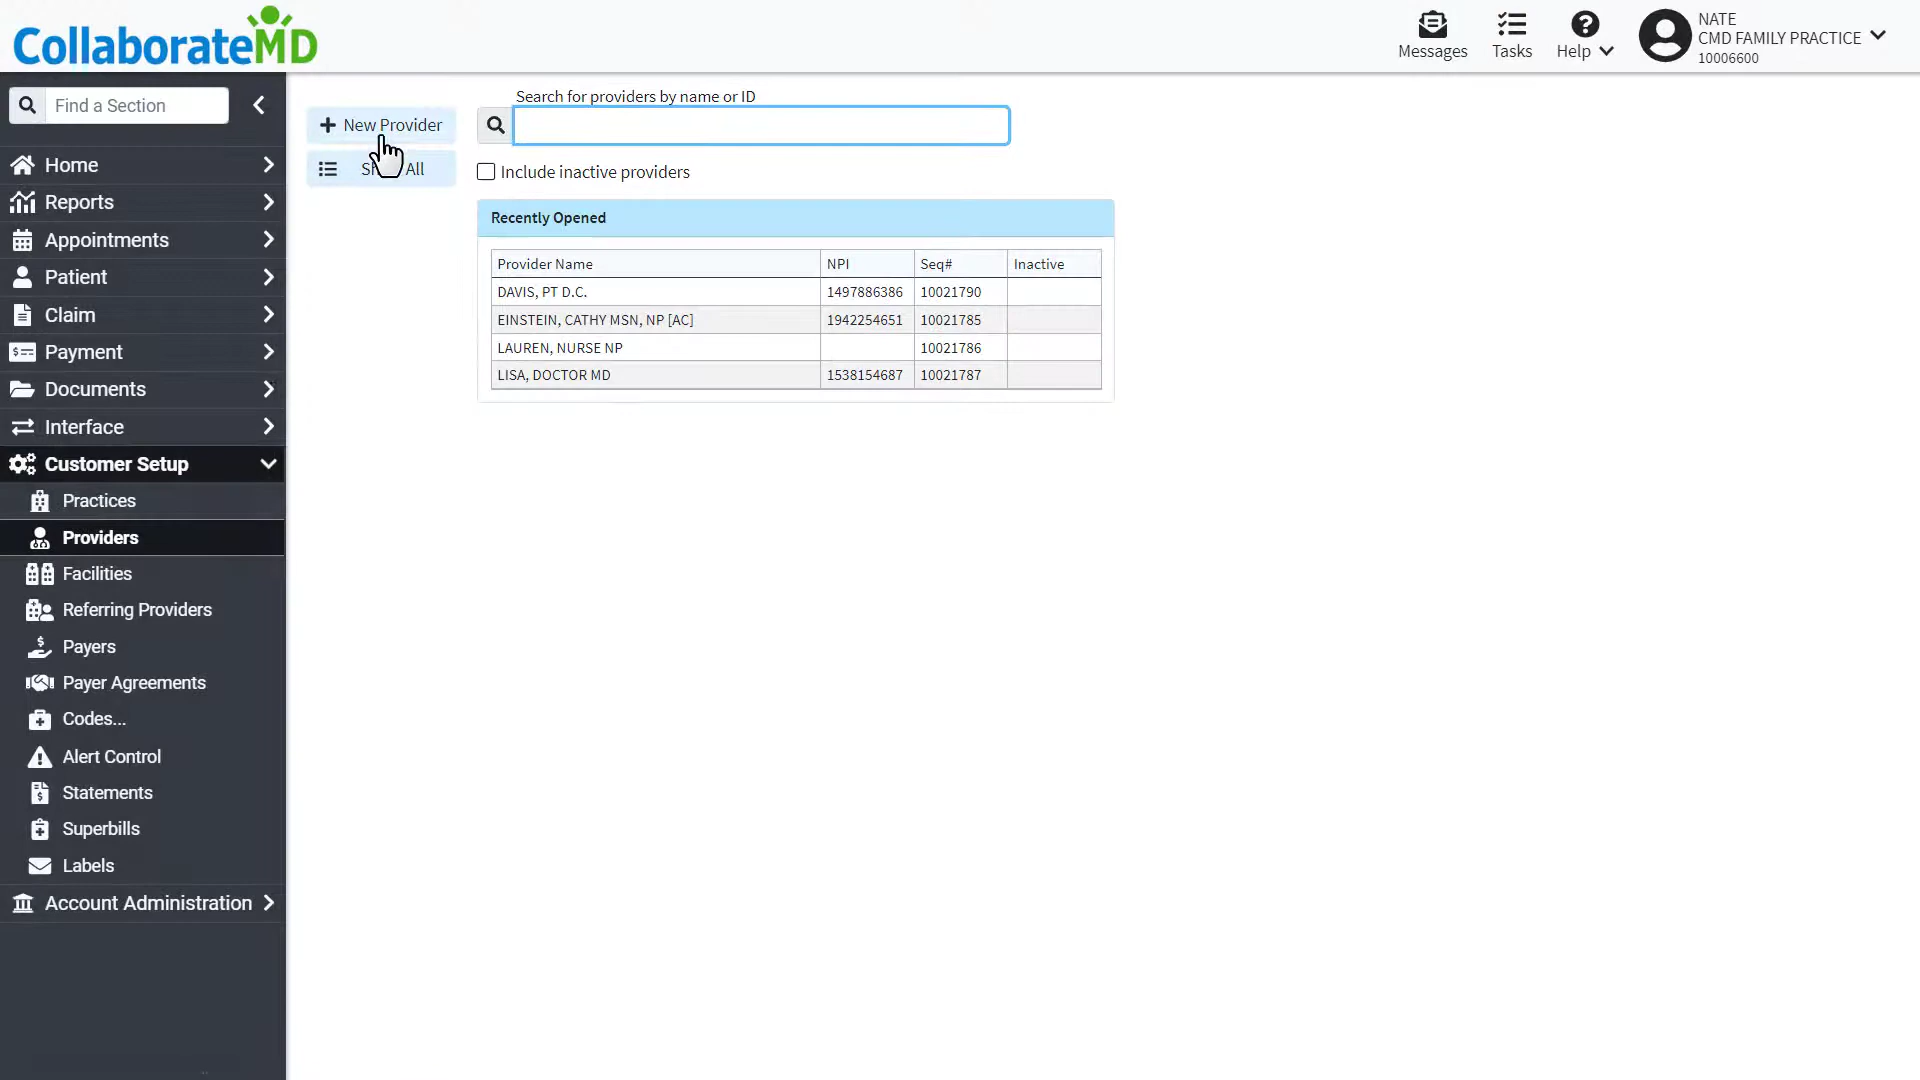 CollaborateMD
Messages
Tasks
Help
NATE
CMD FAMILY PRACTICE
10006600
Find a Section
Home
Reports
Appointments
Patient
Claim
Payment
Documents
Interface
Customer Setup
Practices
Providers
Facilities
Referring Providers
Payers
Payer Agreements
Codes...
Alert Control
Statements
Superbills
Labels
Account Administration
New Provider
All
Search for providers by name or ID
Include inactive providers
Recently Opened
Provider Name NPI Seq# Inactive
DAVIS, PT D.C. 1497886386 10021790
EINSTEIN, CATHY MSN, NP [AC] 1942254651 10021785
LAUREN, NURSE NP 10021786
LISA, DOCTOR MD 1538154687 10021787